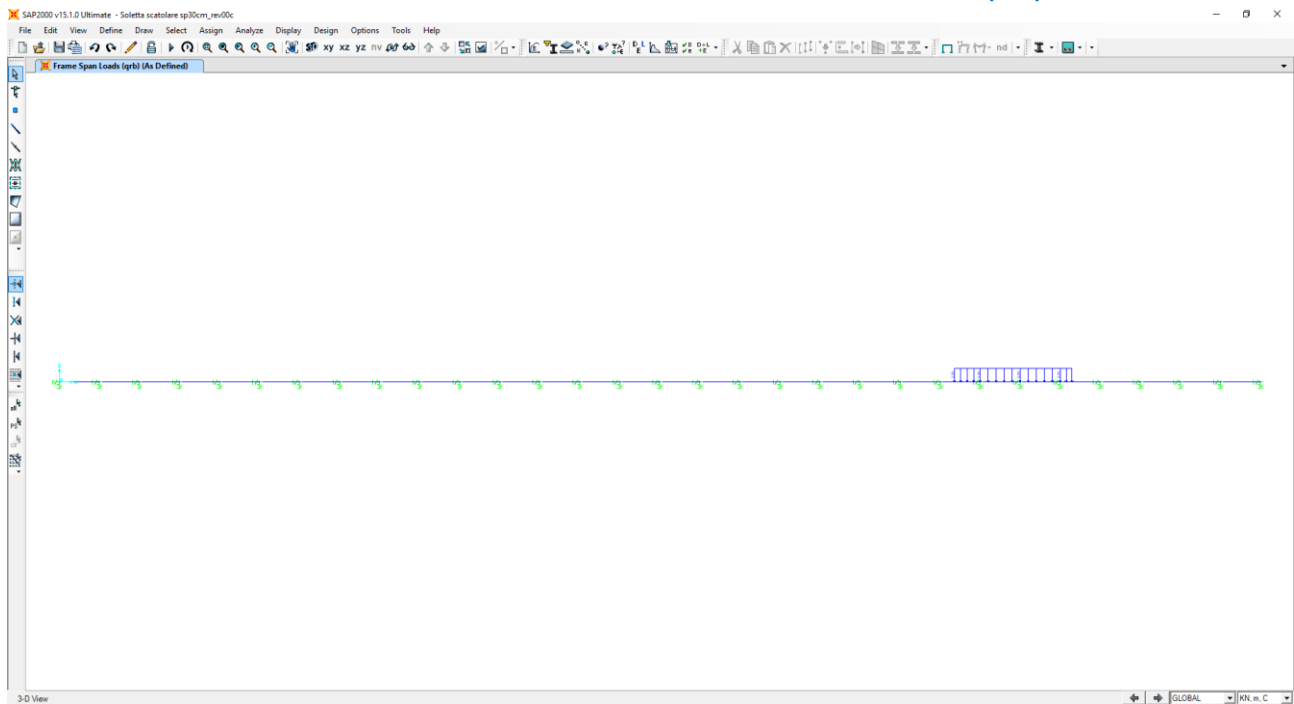 SAP2000 v15.1.0 Ultimate - Soletta scatolare sp30cm_rev00c
File Edit View Define Draw Select Assign Analyze Display Design Options Tools Help
xy xz yz nv nd
Frame Span Loads (qrb) (As Defined)
3-D View GLOBAL KN, m, C